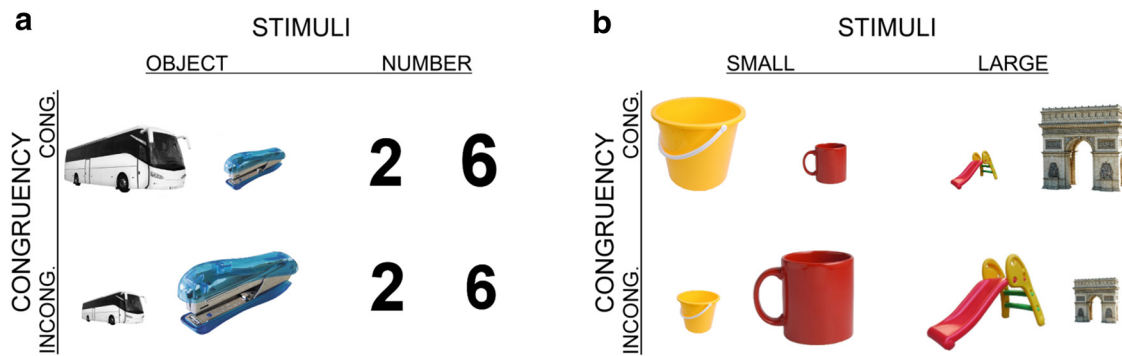 a
STIMULI
OBJECT NUMBER
CONGRUENCY
CONG.
INCONG.
2 6
2 6
b
STIMULI
SMALL LARGE
CONGRUENCY
CONG.
INCONG.